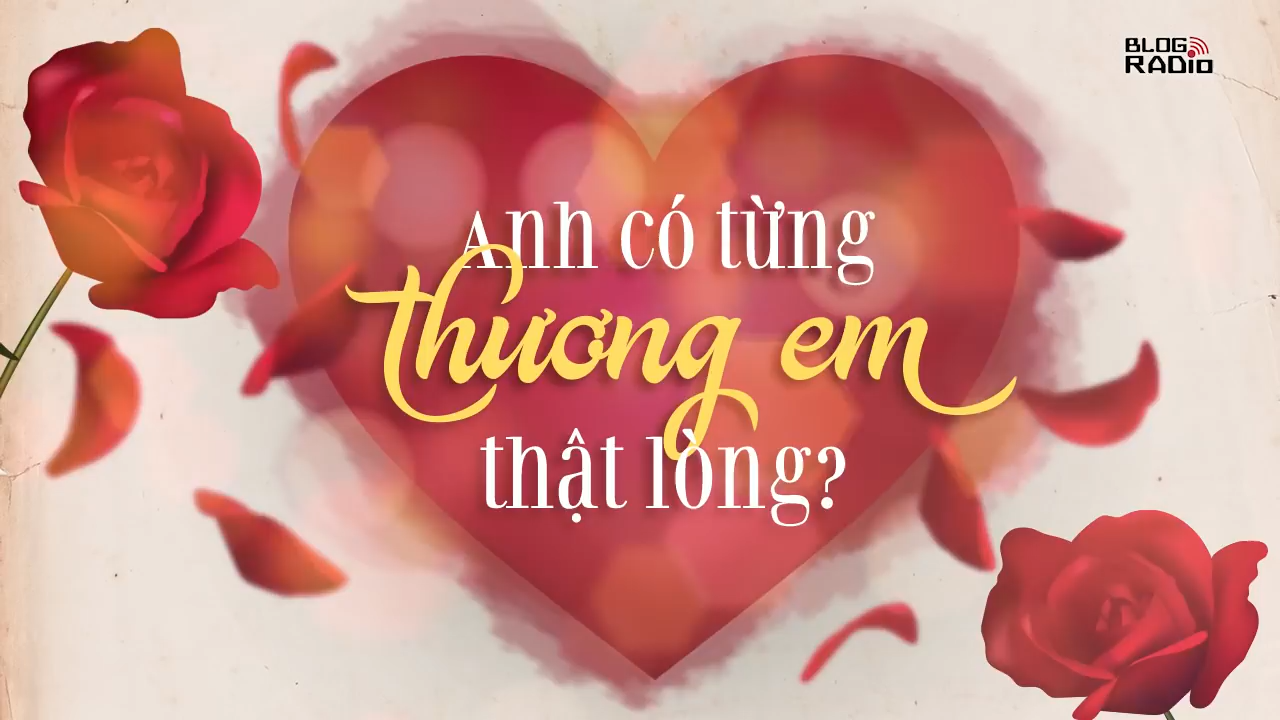 BLOG
RADIO
Anh có từng
thương em
thật lòng?